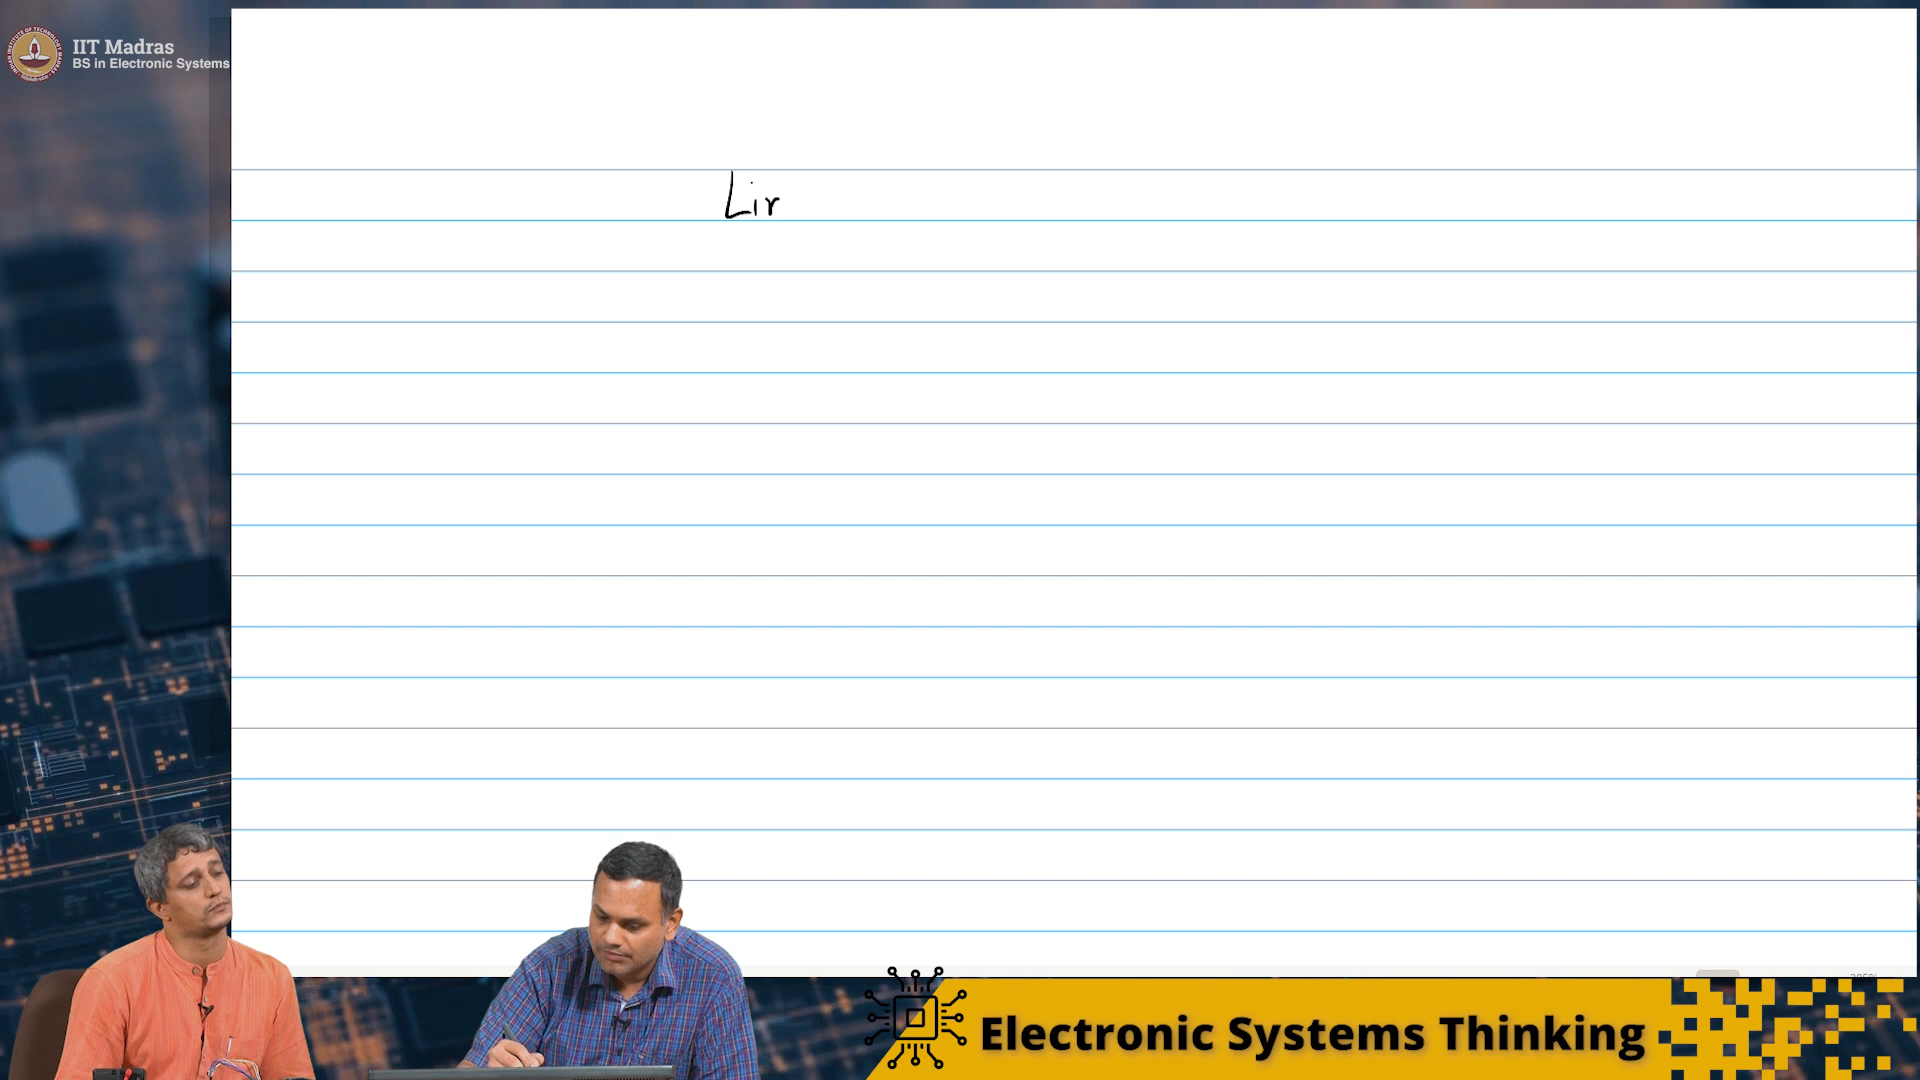 IIT Madras
BS in Electronic Systems
Lir
Electronic Systems Thinking